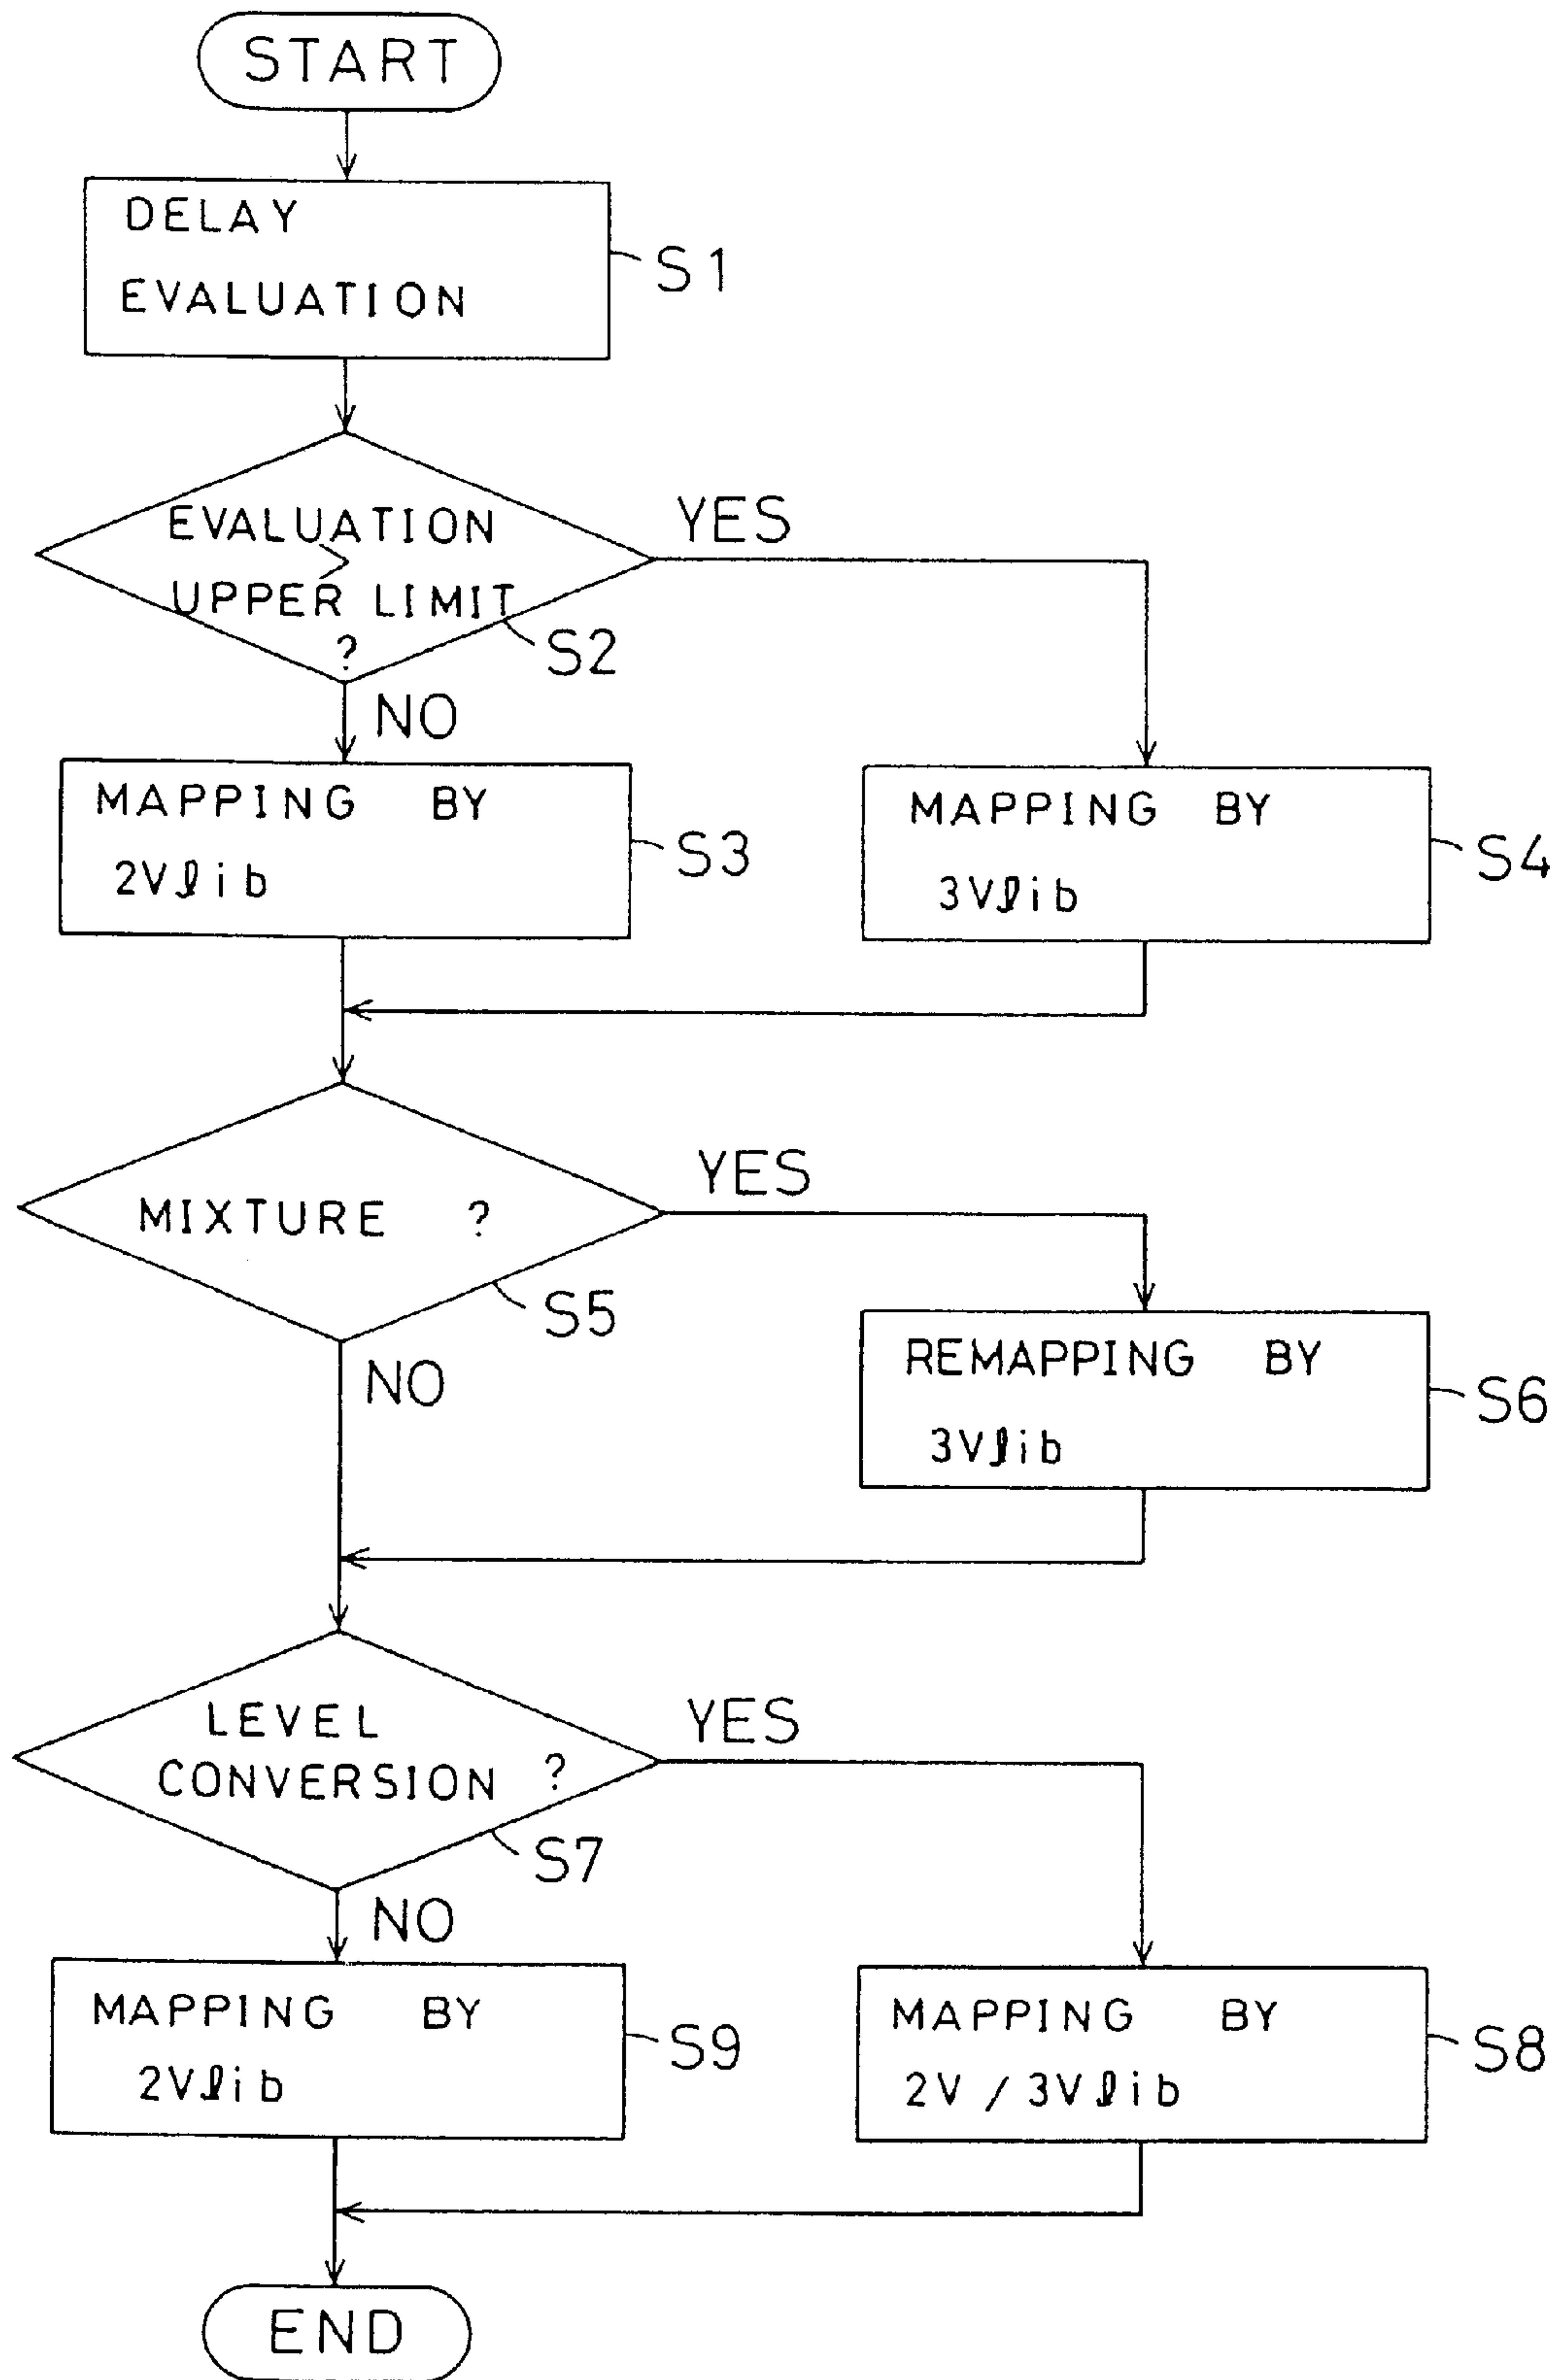 START
DELAY
EVALUATION
S1
EVALUATION
>
UPPER LIMIT
?
S2
YES
NO
MAPPING BY
2Vlib
S3
MAPPING BY
3Vlib
S4
MIXTURE ?
YES
S5
NO
REMAPPING BY
3Vlib
S6
LEVEL
CONVERSION ?
YES
S7
NO
MAPPING BY
2Vlib
S9
MAPPING BY
2V / 3Vlib
S8
END